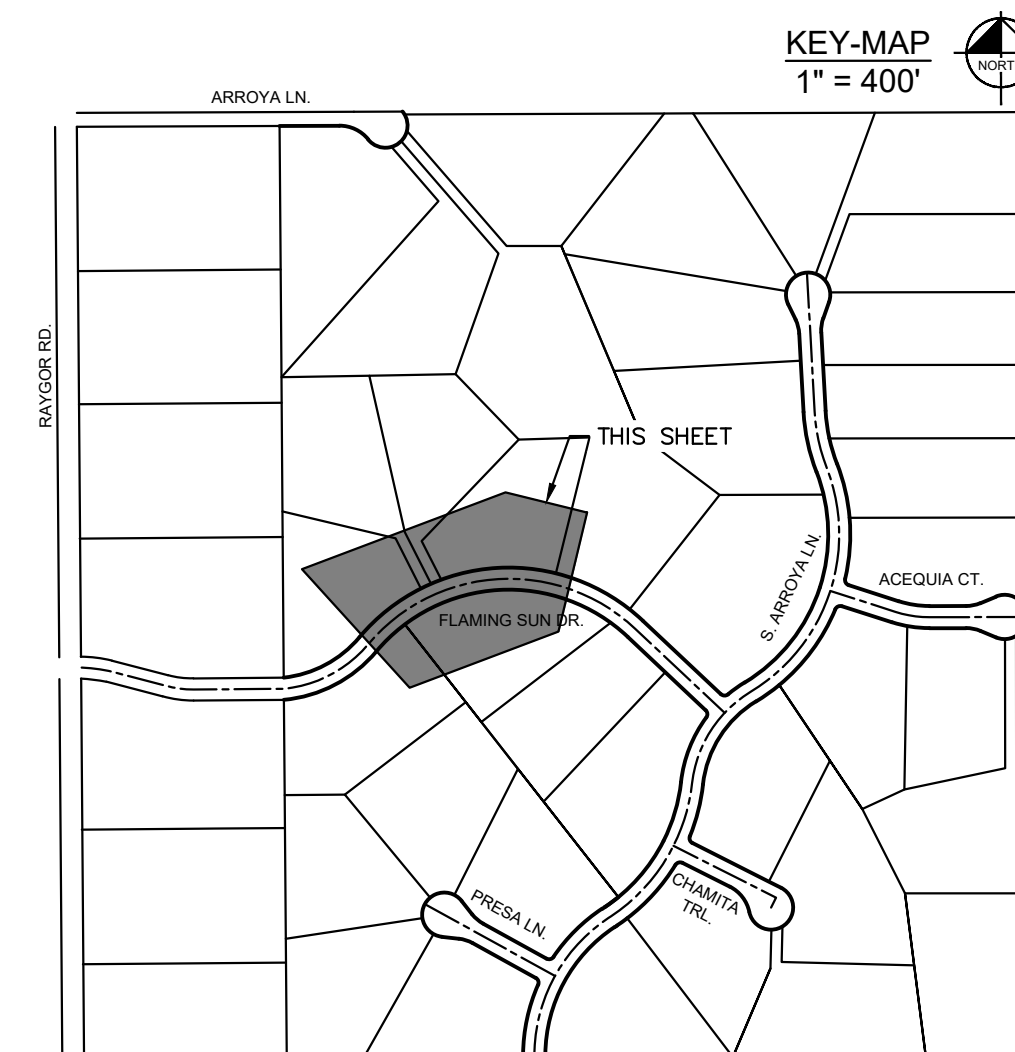 KEY-MAP
1" = 400'
NORT
ARROYA LN.
RAYGOR RD.
THIS SHEET
S. ARROYA LN.
ACEQUIA CT.
FLAMING SUN DR.
CHAMITA
TRL.
PRESA LN.